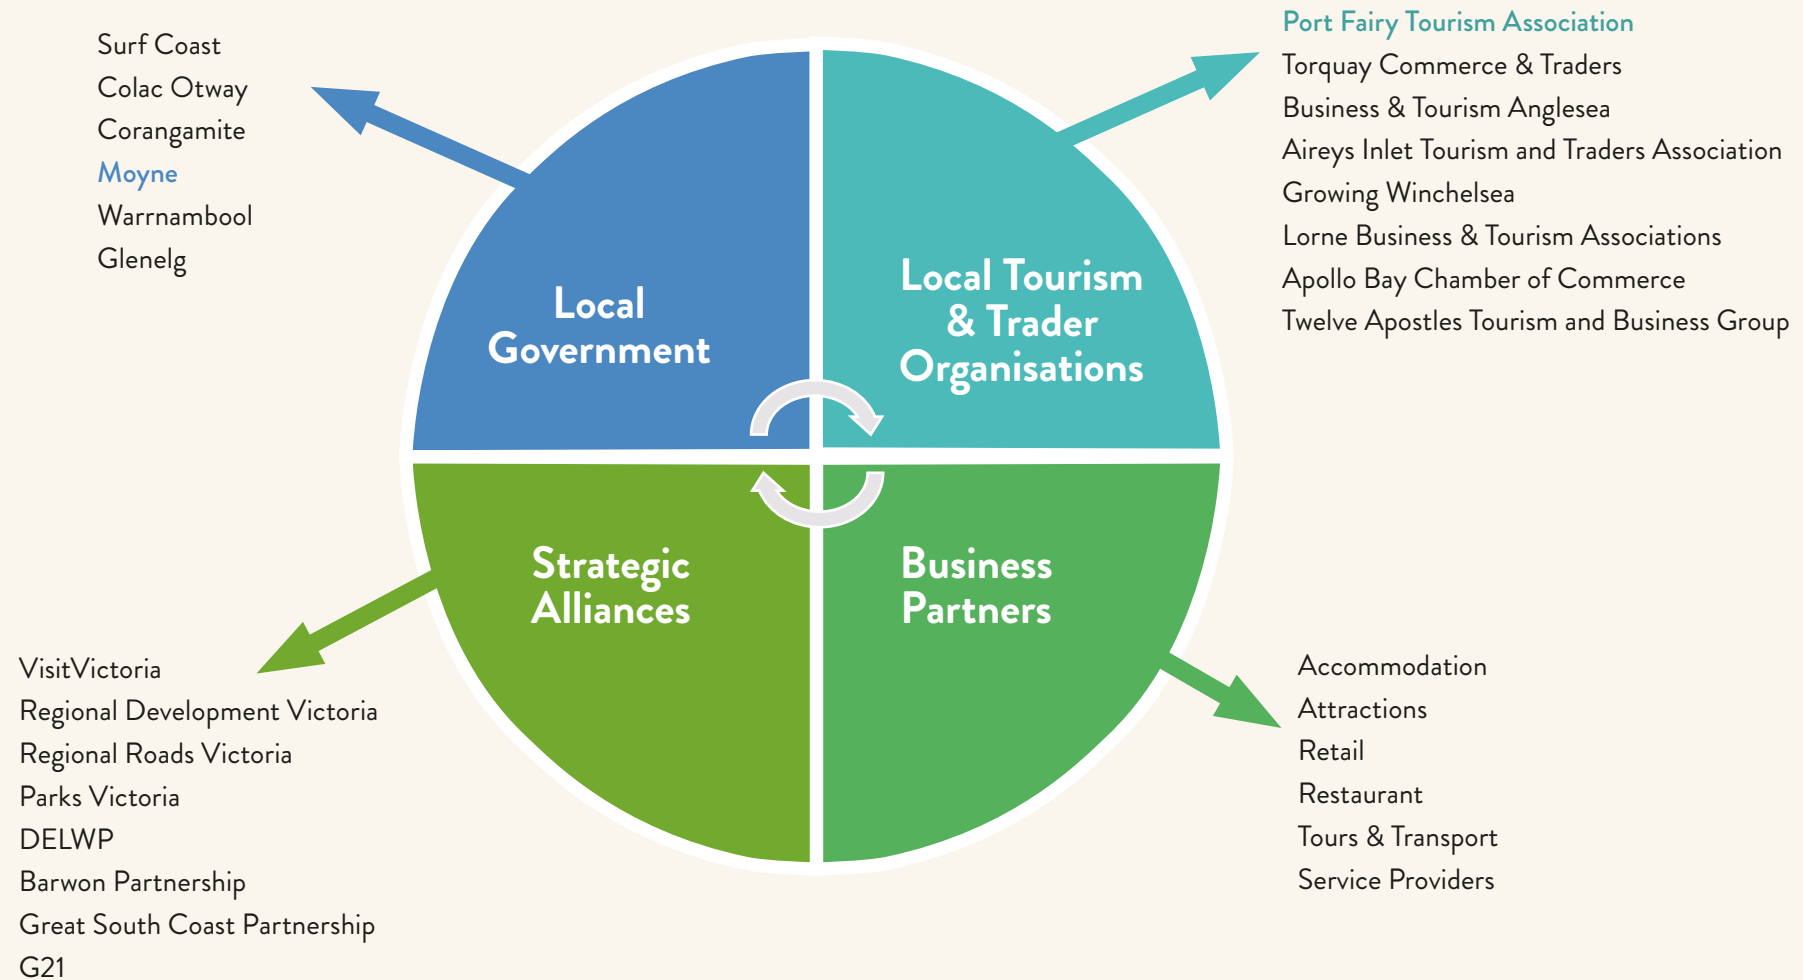 Surf Coast
Colac Otway
Corangamite
Moyne
Warrnambool
Glenelg
Port Fairy Tourism Association
Torquay Commerce & Traders
Business & Tourism Anglesea
Aireys Inlet Tourism and Traders Association
Growing Winchelsea
Lorne Business & Tourism Associations
Apollo Bay Chamber of Commerce
Twelve Apostles Tourism and Business Group
Local
Government
Local Tourism
& Trader
Organisations
Strategic
Alliances
Business
Partners
VisitVictoria
Regional Development Victoria
Regional Roads Victoria
Parks Victoria
DELWP
Barwon Partnership
Great South Coast Partnership
G21
Accommodation
Attractions
Retail
Restaurant
Tours & Transport
Service Providers